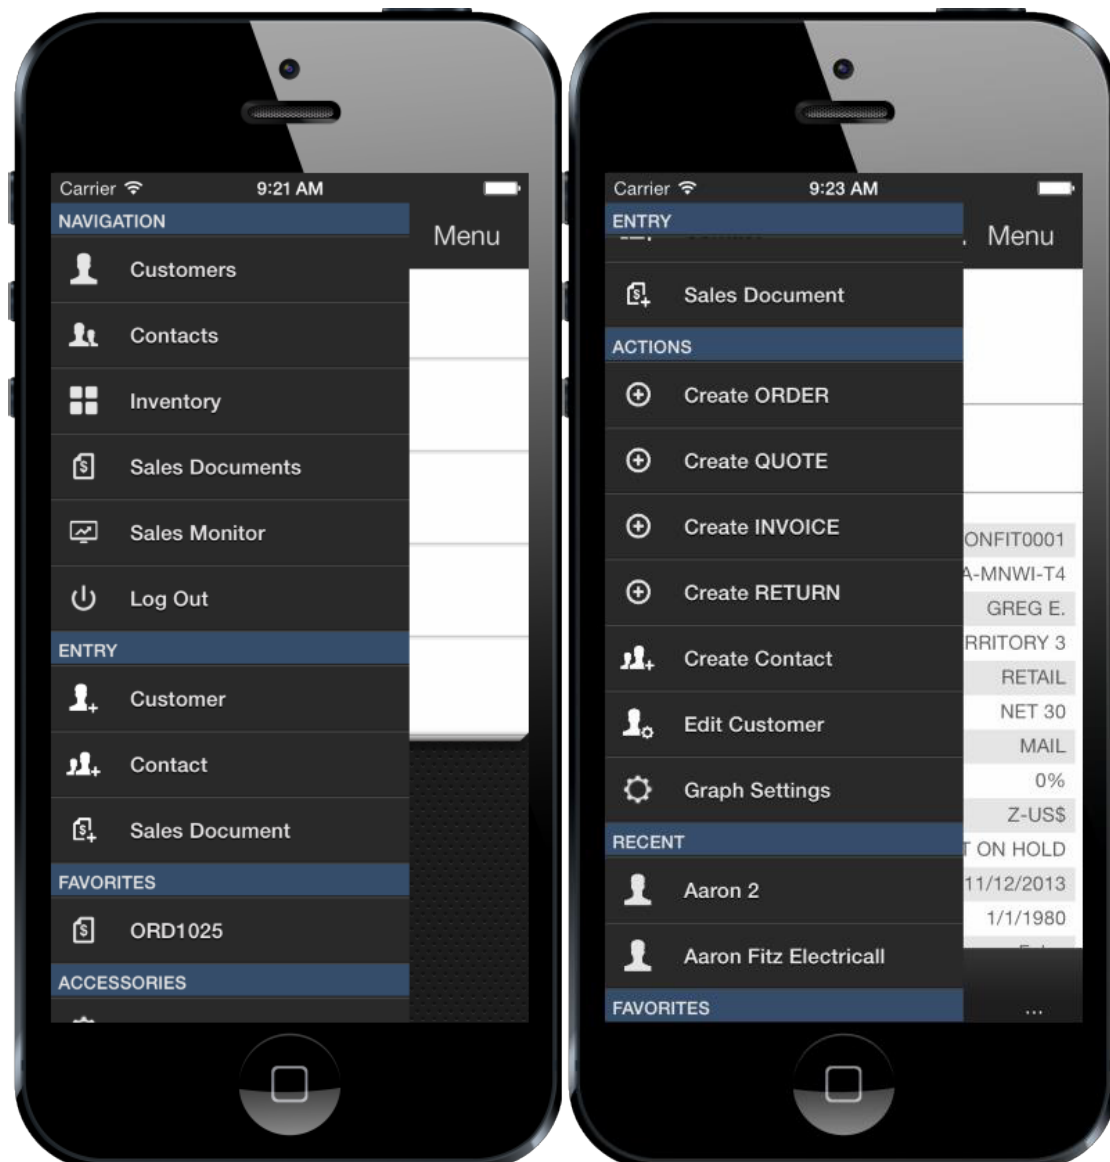 Carrier 9:21 AM
NAVIGATION
Menu
Customers
Contacts
Inventory
Sales Documents
Sales Monitor
Log Out
ENTRY
Customer
Contact
Sales Document
FAVORITES
ORD1025
ACCESSORIES
Carrier 9:23 AM
ENTRY
Menu
Sales Document
ACTIONS
Create ORDER
Create QUOTE
Create INVOICE
ONFIT0001
A-MNWI-T4
Create RETURN
GREG E.
RRITORY 3
Create Contact
RETAIL
NET 30
Edit Customer
MAIL
0%
Graph Settings
Z-US$
RECENT
T ON HOLD
11/12/2013
Aaron 2
1/1/1980
Aaron Fitz Electricall
FAVORITES
...